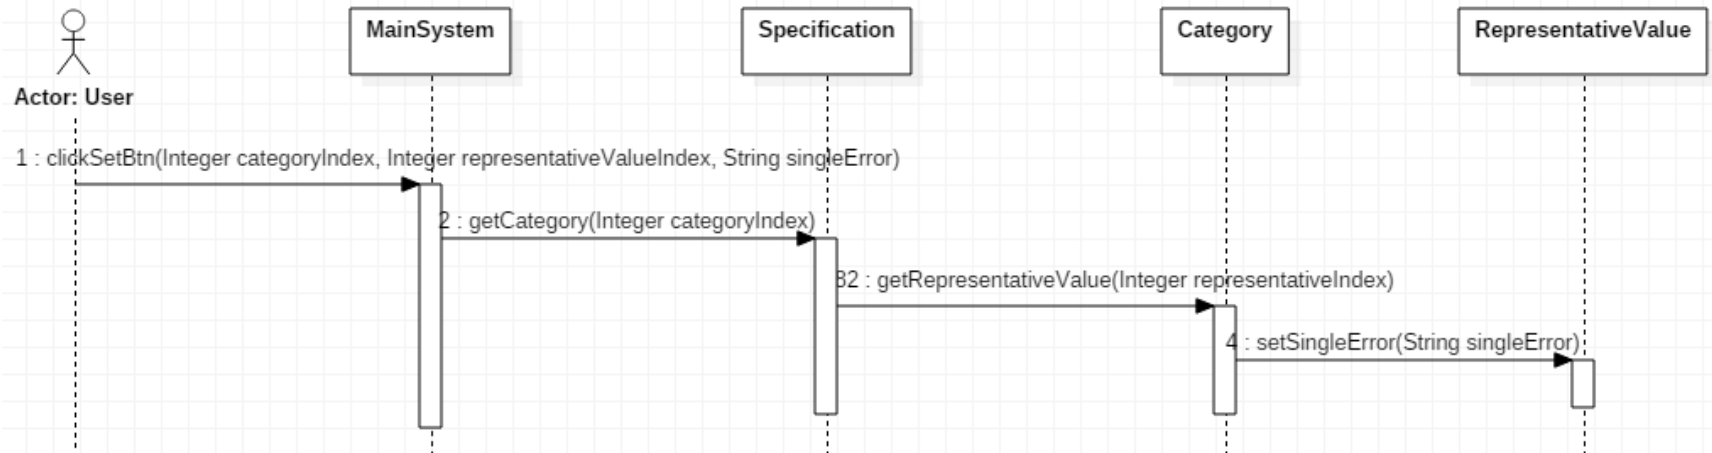 MainSystem
Specification
Category
RepresentativeValue
Actor: User
1 : clickSetBtn(Integer categoryIndex, Integer representativeValueIndex, String singleError)
2 : getCategory(Integer categoryIndex)
32 : getRepresentativeValue(Integer representativeIndex)
4 : setSingleError(String singleError)